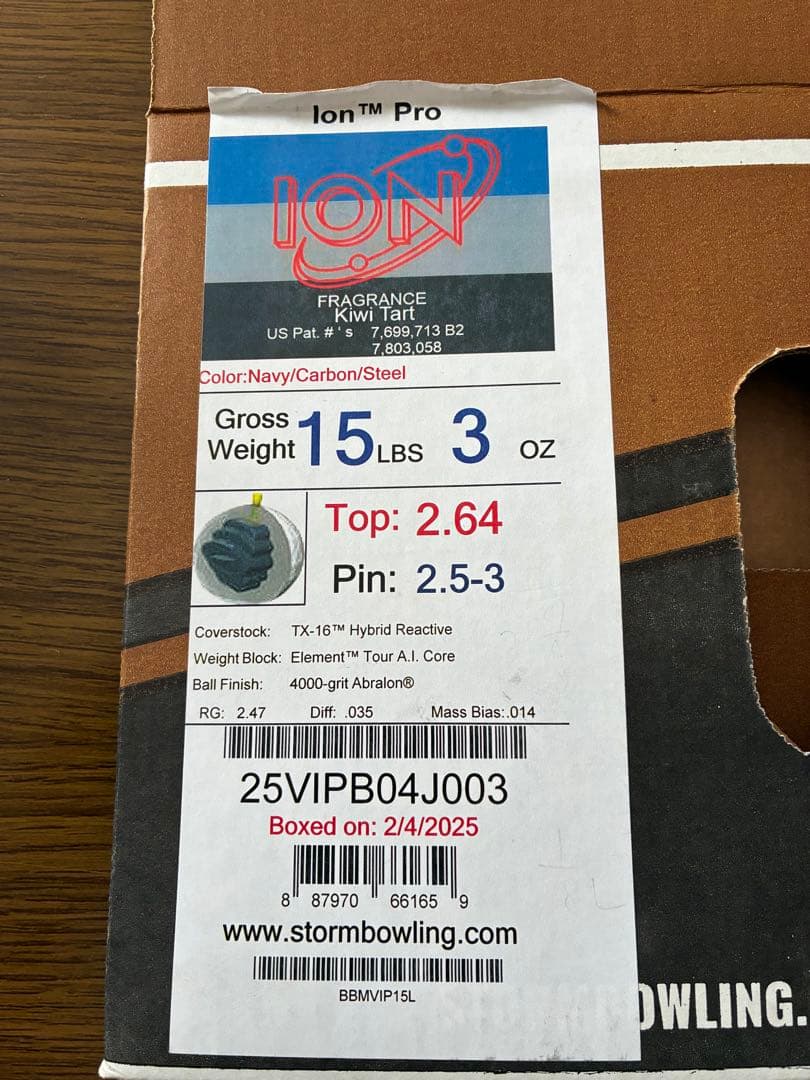 Ion™ Pro
ION
FRAGRANCE
Kiwi Tart
US Pat. # ' s 7,699,713 B2
7,803,058
Color:Navy/Carbon/Steel
Gross Weight 15 LBS 3 OZ
Top: 2.64
Pin: 2.5-3
Coverstock: TX-16™ Hybrid Reactive
Weight Block: Element™ Tour A.I. Core
Ball Finish: 4000-grit Abralon®
RG: 2.47 Diff: .035 Mass Bias:.014
25VIPB04J003
Boxed on: 2/4/2025
8 87970 66165 9
www.stormbowling.com
BBMVIP15L
OWLING.